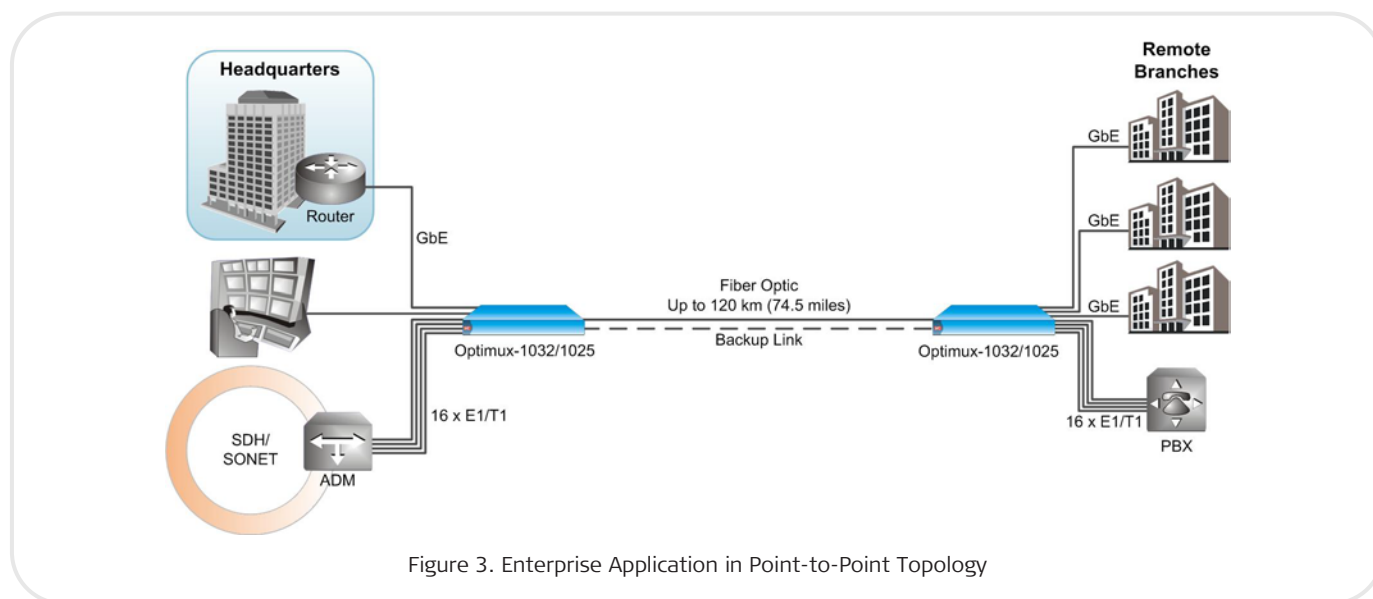 Headquarters
Router
GbE
SDH/
SONET
ADM
16 x E1/T1
Optimux-1032/1025
Fiber Optic
Up to 120 km (74.5 miles)
Backup Link
Optimux-1032/1025
Remote
Branches
GbE
GbE
GbE
16 x E1/T1
PBX
Figure 3. Enterprise Application in Point-to-Point Topology